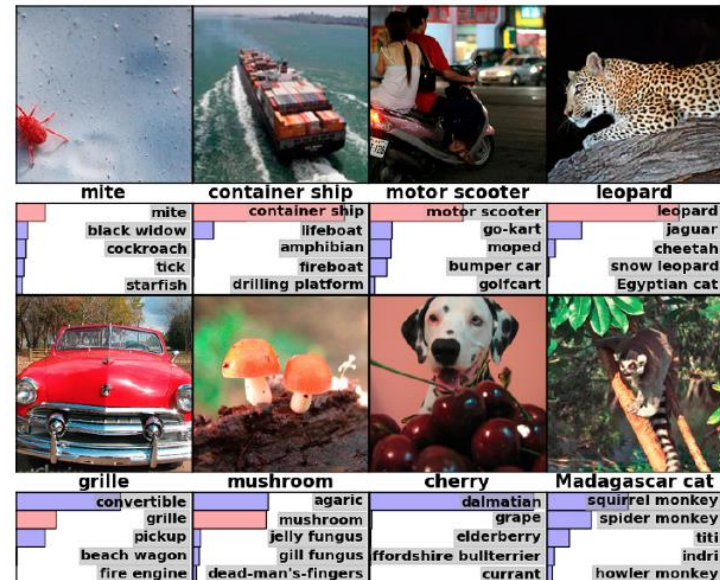 mite
container ship
motor scooter
leopard
mite
black widow
cockroach
tick
starfish
container ship
lifeboat
amphibian
fireboat
drilling platform
motor scooter
go-kart
moped
bumper car
golfcart
leopard
jaguar
cheetah
snow leopard
Egyptian cat
grille
mushroom
cherry
Madagascar cat
convertible
grille
pickup
beach wagon
fire engine
agaric
mushroom
jelly fungus
gill fungus
dead-man's-fingers
dalmatian
grape
elderberry
ffordshire bullterrier
currant
squirrel monkey
spider monkey
titi
indri
howler monkey